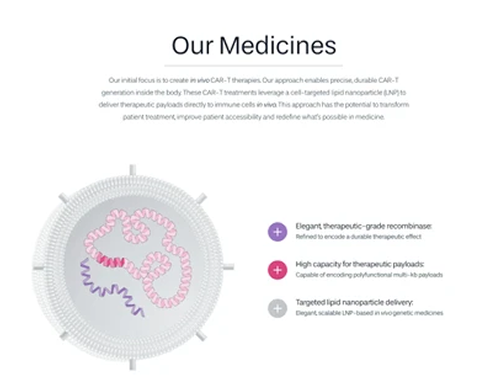 Our Medicines
Our initial focus is to create in vivo CAR-T therapies. Our approach enables precise, durable CAR-T
generation inside the body. These CAR-T treatments leverage a cell-targeted lipid nanoparticle (LNP) to
deliver therapeutic payloads directly to immune cells in vivo. This approach has the potential to transform
patient treatment, improve patient accessibility and redefine what's possible in medicine.
Elegant, therapeutic-grade recombinase:
Refined to encode a durable therapeutic effect
High capacity for therapeutic payloads:
Capable of encoding polyfunctional multi-kb payloads
Targeted lipid nanoparticle delivery:
Elegant, scalable LNP-based in vivo genetic medicines